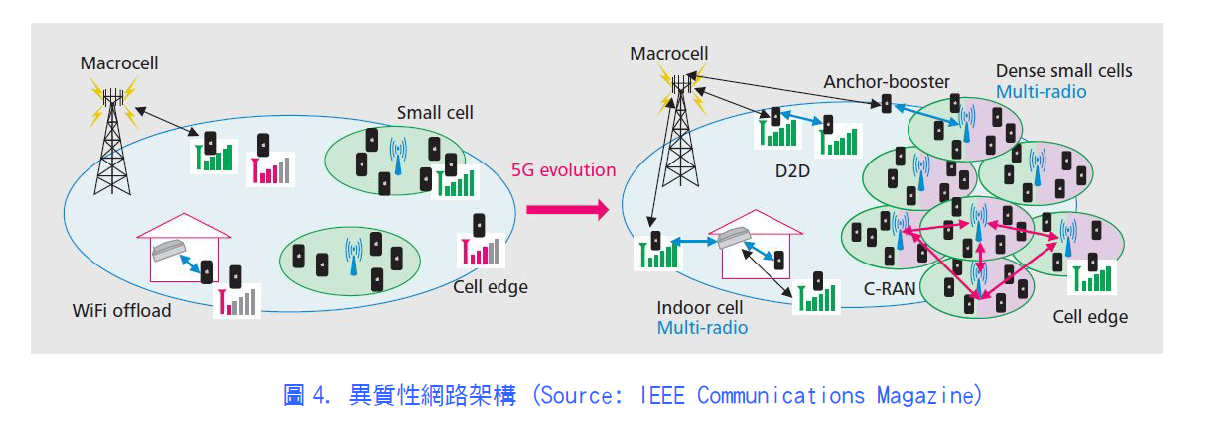 Macrocell
Small cell
Cell edge
WiFi offload
5G evolution
Macrocell
Anchor-booster
Dense small cells
Multi-radio
D2D
C-RAN
Indoor cell
Multi-radio
Cell edge
圖 4. 異質性網路架構 (Source: IEEE Communications Magazine)